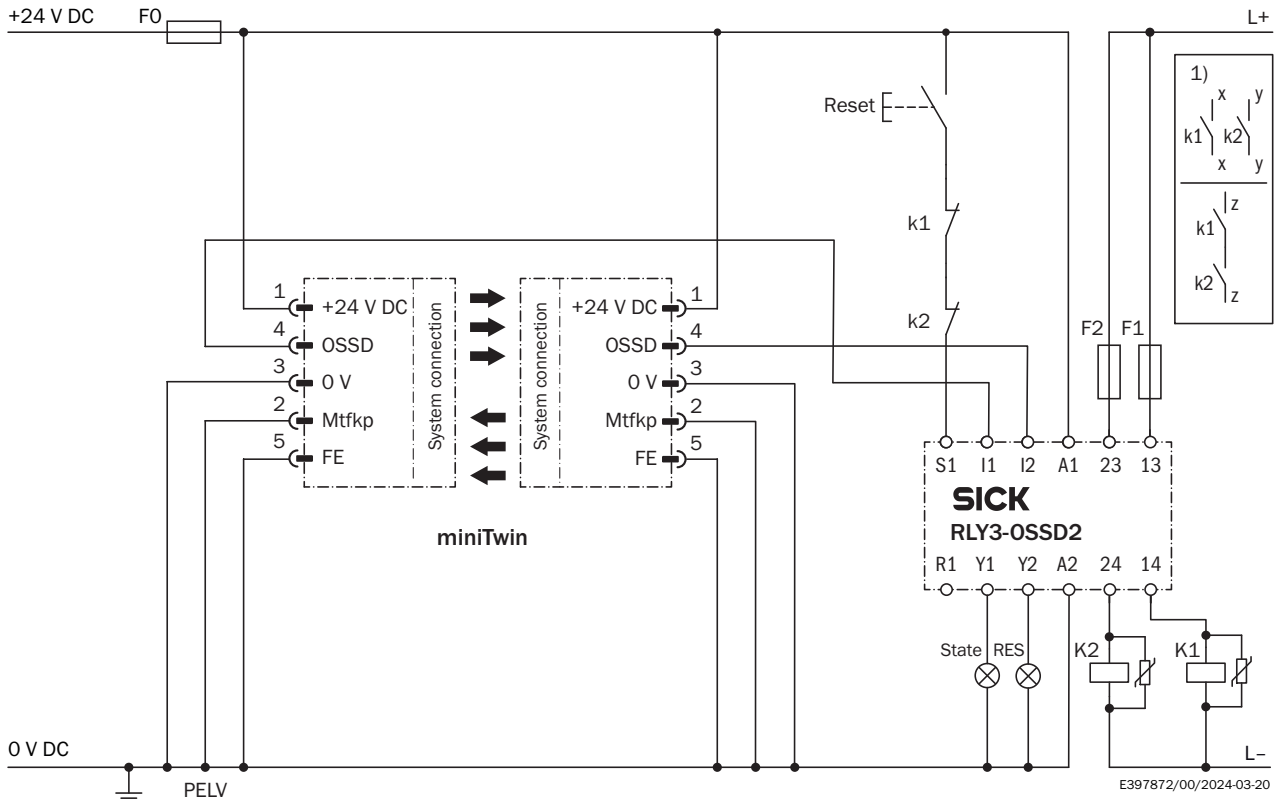 +24 V DC F0 L+
1)
x y
k1 k2
x y
z
k1
k2
z
Reset
k1
k2
F2 F1
1 +24 V DC
4 OSSD
3 0 V
2 Mtfkp
5 FE
System connection
System connection
+24 V DC 1
OSSD 4
0 V 3
Mtfkp 2
FE 5
miniTwin
S1 I1 I2 A1 23 13
SICK
RLY3-OSSD2
R1 Y1 Y2 A2 24 14
State RES K2 K1
0 V DC L–
PELV
E397872/00/2024-03-20